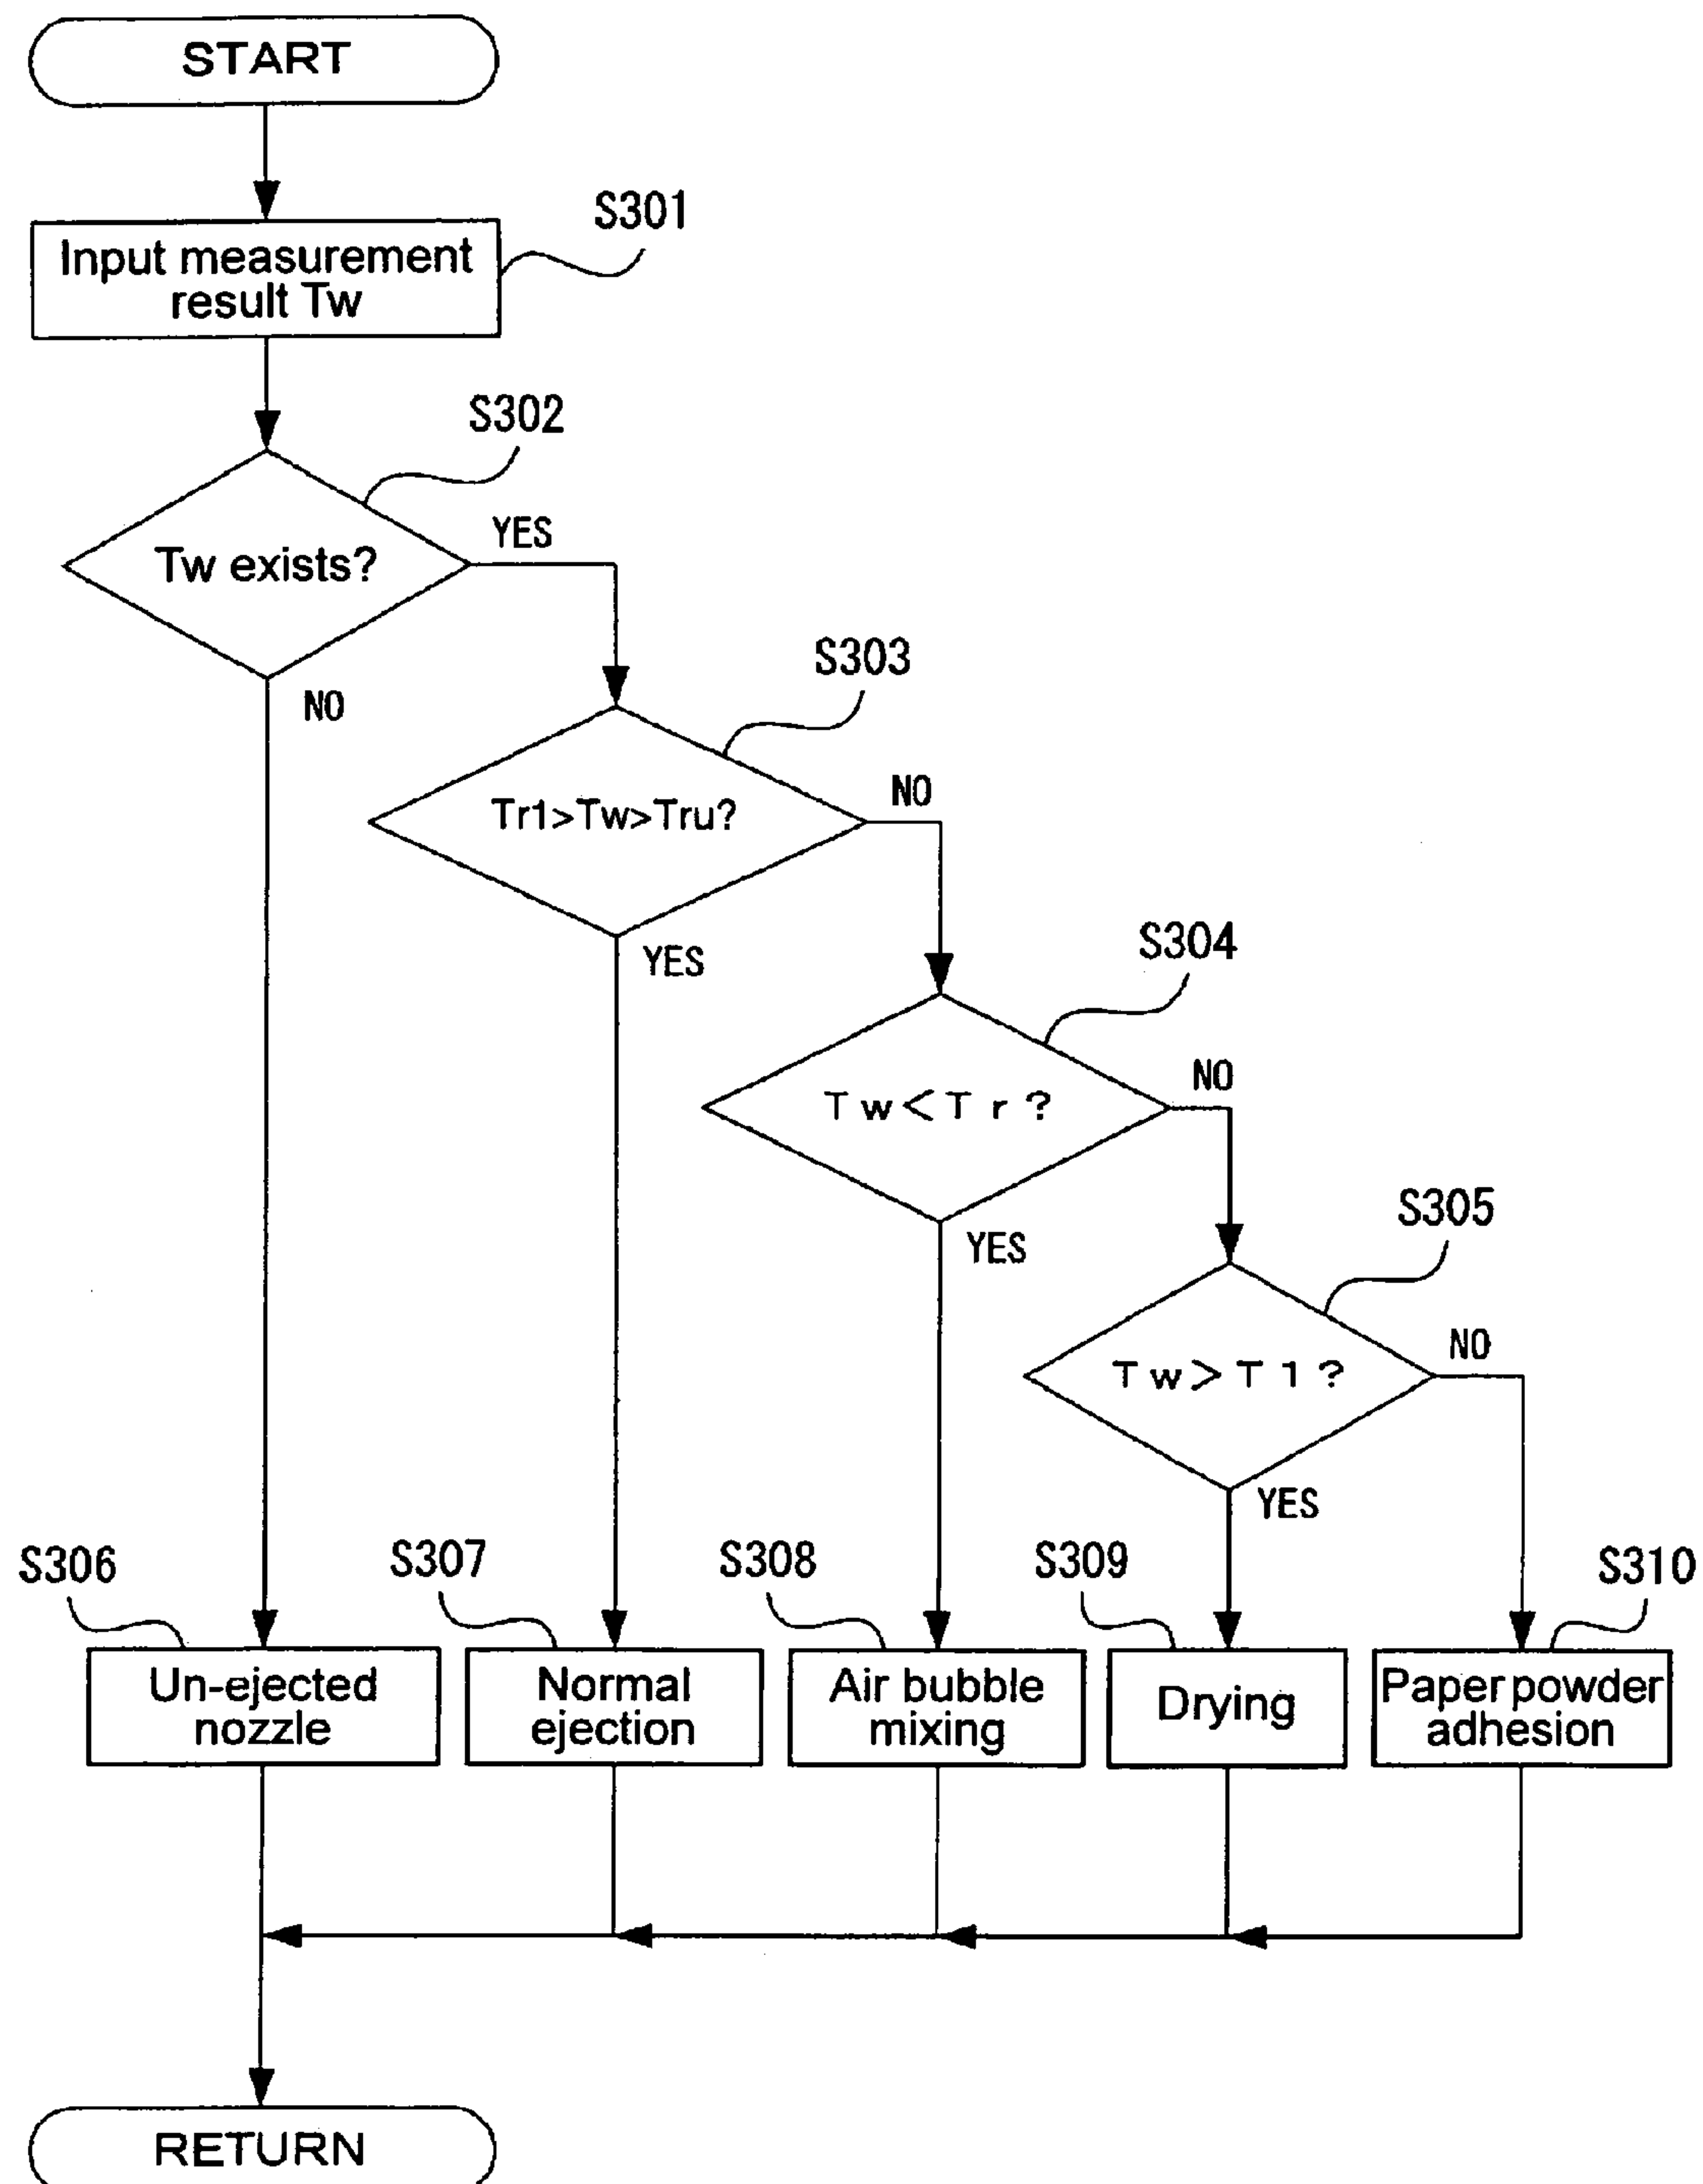 START
S301
Input measurement
result Tw
S302
Tw exists?
YES
NO
S303
Tr1>Tw>Tru?
NO
YES
S304
Tw<Tr?
NO
YES
S305
Tw>T1?
NO
YES
S306
S307
S308
S309
S310
Un-ejected
nozzle
Normal
ejection
Air bubble
mixing
Drying
Paper powder
adhesion
RETURN